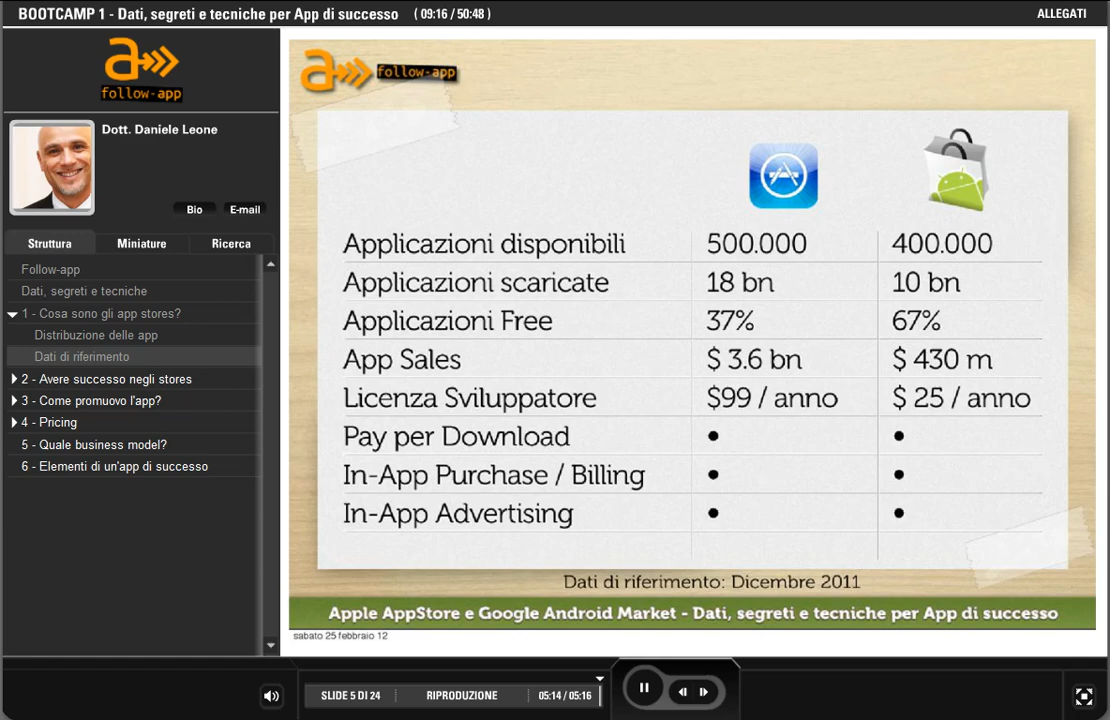 BOOTCAMP 1 - Dati, segreti e tecniche per App di successo ( 09:16 / 50:48 )
ALLEGATI
a
follow-app
Dott. Daniele Leone
Bio
E-mail
Struttura
Miniature
Ricerca
Follow-app
Dati, segreti e tecniche
1 - Cosa sono gli app stores?
Distribuzione delle app
Dati di riferimento
2 - Avere successo negli stores
3 - Come promuovo l'app?
4 - Pricing
5 - Quale business model?
6 - Elementi di un'app di successo
a follow-app
Applicazioni disponibili 500.000 400.000
Applicazioni scaricate 18 bn 10 bn
Applicazioni Free 37% 67%
App Sales $ 3.6 bn $ 430 m
Licenza Sviluppatore $99 / anno $ 25 / anno
Pay per Download • •
In-App Purchase / Billing • •
In-App Advertising • •
Dati di riferimento: Dicembre 2011
Apple AppStore e Google Android Market - Dati, segreti e tecniche per App di successo
sabato 25 febbraio 12
SLIDE 5 DI 24
RIPRODUZIONE
05:14 / 05:16